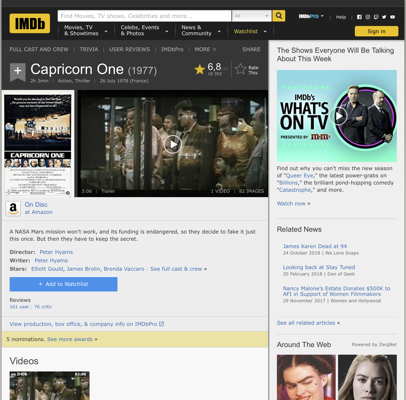 IMDb
Find Movies, TV shows, Celebrities and more...
All
IMDbPro
Help
Movies, TV
& Showtimes
Celebs, Events
& Photos
News &
Community
Watchlist
Sign in
FULL CAST AND CREW | TRIVIA | USER REVIEWS | IMDbPro | MORE
SHARE
Capricorn One (1977)
2h 3min | Action, Thriller | 26 July 1978 (France)
6,8
Rate
This
CAPRICORN ONE
3:06 | Trailer
1 VIDEO | 82 IMAGES
On Disc
at Amazon
A NASA Mars mission won't work, and its funding is endangered, so they decide to fake it just
this once. But then they have to keep the secret.
Director: Peter Hyams
Writer: Peter Hyams
Stars: Elliott Gould, James Brolin, Brenda Vaccaro | See full cast & crew »
+ Add to Watchlist
Reviews
161 user | 76 critic
View production, box office, & company info on IMDbPro
5 nominations. See more awards »
Videos
The Shows Everyone Will Be Talking
About This Week
IMDb's
WHAT'S
ON TV
PRESENTED BY
Find out why you can't miss the new season
of "Queer Eye," the latest power-grabs on
"Billions," the brilliant pond-hopping comedy
"Catastrophe," and more.
Watch now »
Related News
James Karen Dead at 94
24 October 2018 | We Love Soaps
Looking back at Stay Tuned
20 February 2018 | Den of Geek
Nancy Malone's Estate Donates $500K to
AFI in Support of Women Filmmakers
29 November 2017 | Women and Hollywood
See all related articles »
Around The Web
Powered by ZergNet